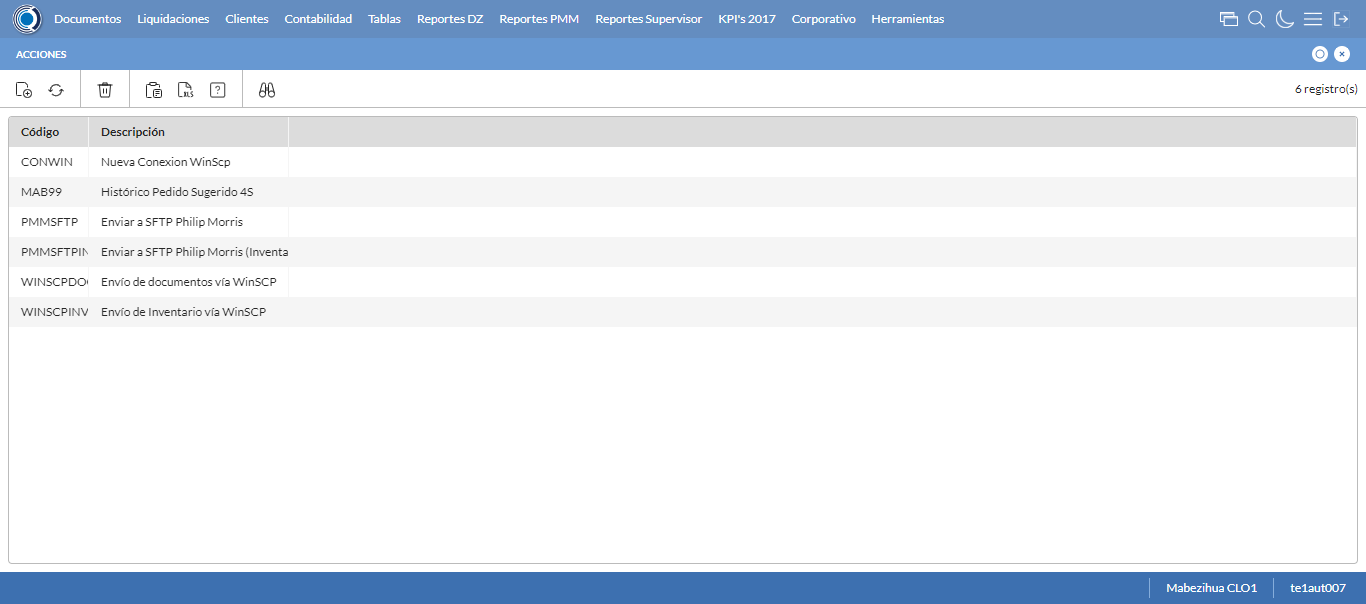 Documentos Liquidaciones Clientes Contabilidad Tablas Reportes DZ Reportes PMM Reportes Supervisor KPI's 2017 Corporativo Herramientas
ACCIONES
XLS ? 6 registro(s)
Código Descripción
CONWIN Nueva Conexion WinScp
MAB99 Histórico Pedido Sugerido 4S
PMMSFTP Enviar a SFTP Philip Morris
PMMSFTPIN Enviar a SFTP Philip Morris (Inventa
WINSCPDO Envío de documentos vía WinSCP
WINSCPINV Envío de Inventario vía WinSCP
Mabezihua CLO1 te1aut007